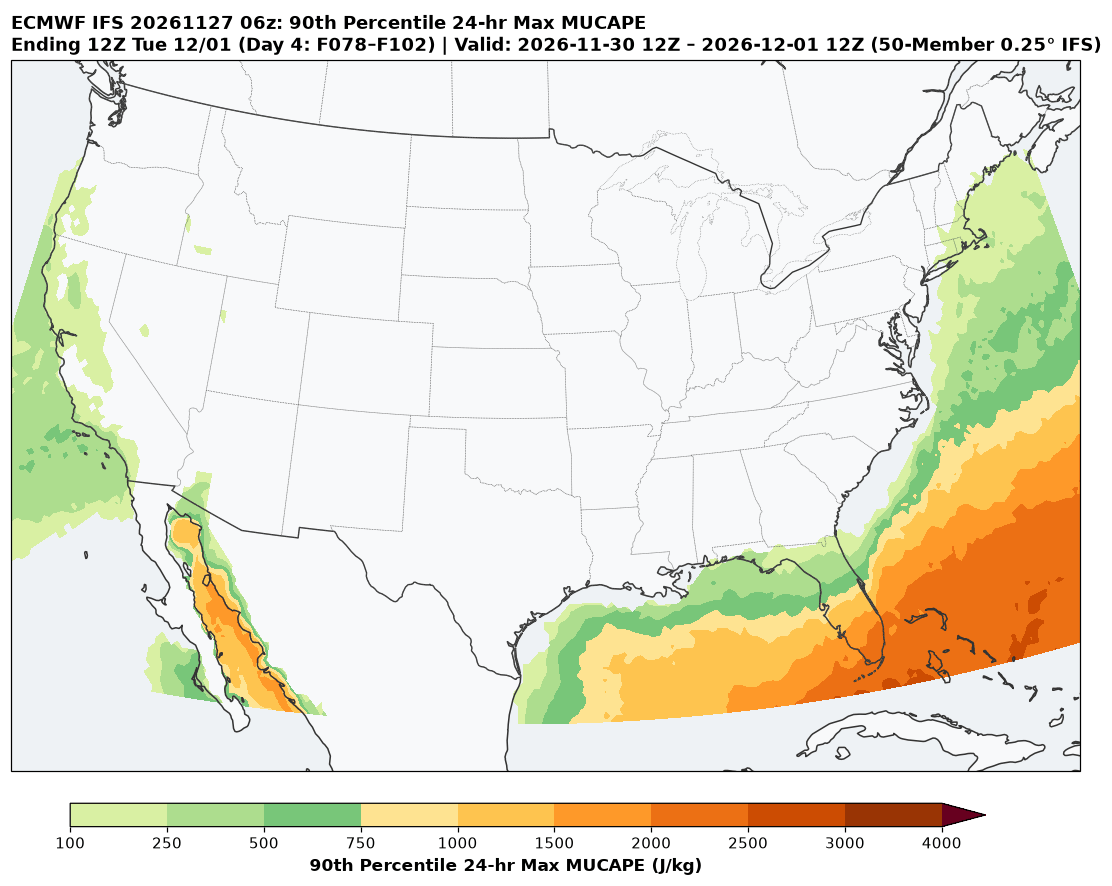 ECMWF IFS 20261127 06z: 90th Percentile 24-hr Max MUCAPE
Ending 12Z Tue 12/01 (Day 4: F078–F102) | Valid: 2026-11-30 12Z – 2026-12-01 12Z (50-Member 0.25° IFS)
100 250 500 750 1000 1500 2000 2500 3000 4000
90th Percentile 24-hr Max MUCAPE (J/kg)